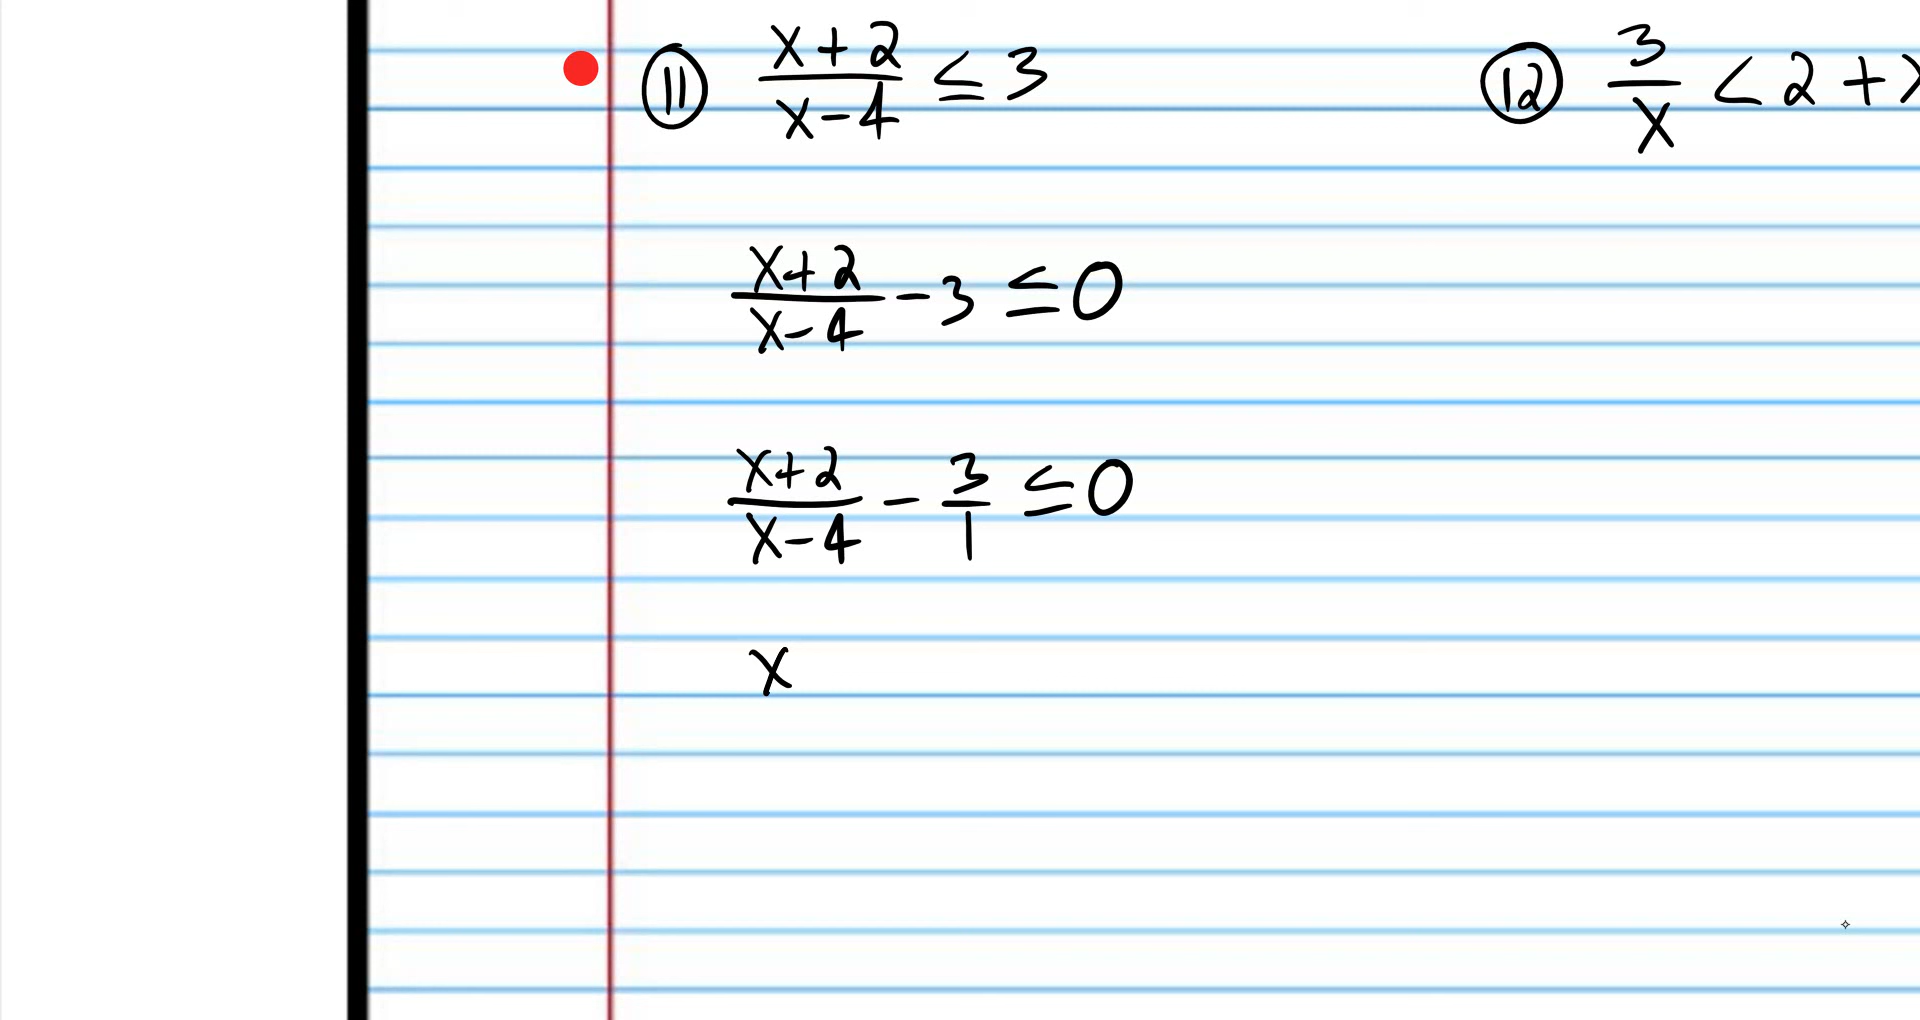 ⑪ (x+2)/(x-4) ≤ 3
⑫ 3/x < 2 + x
(x+2)/(x-4) - 3 ≤ 0
(x+2)/(x-4) - 3/1 ≤ 0
x